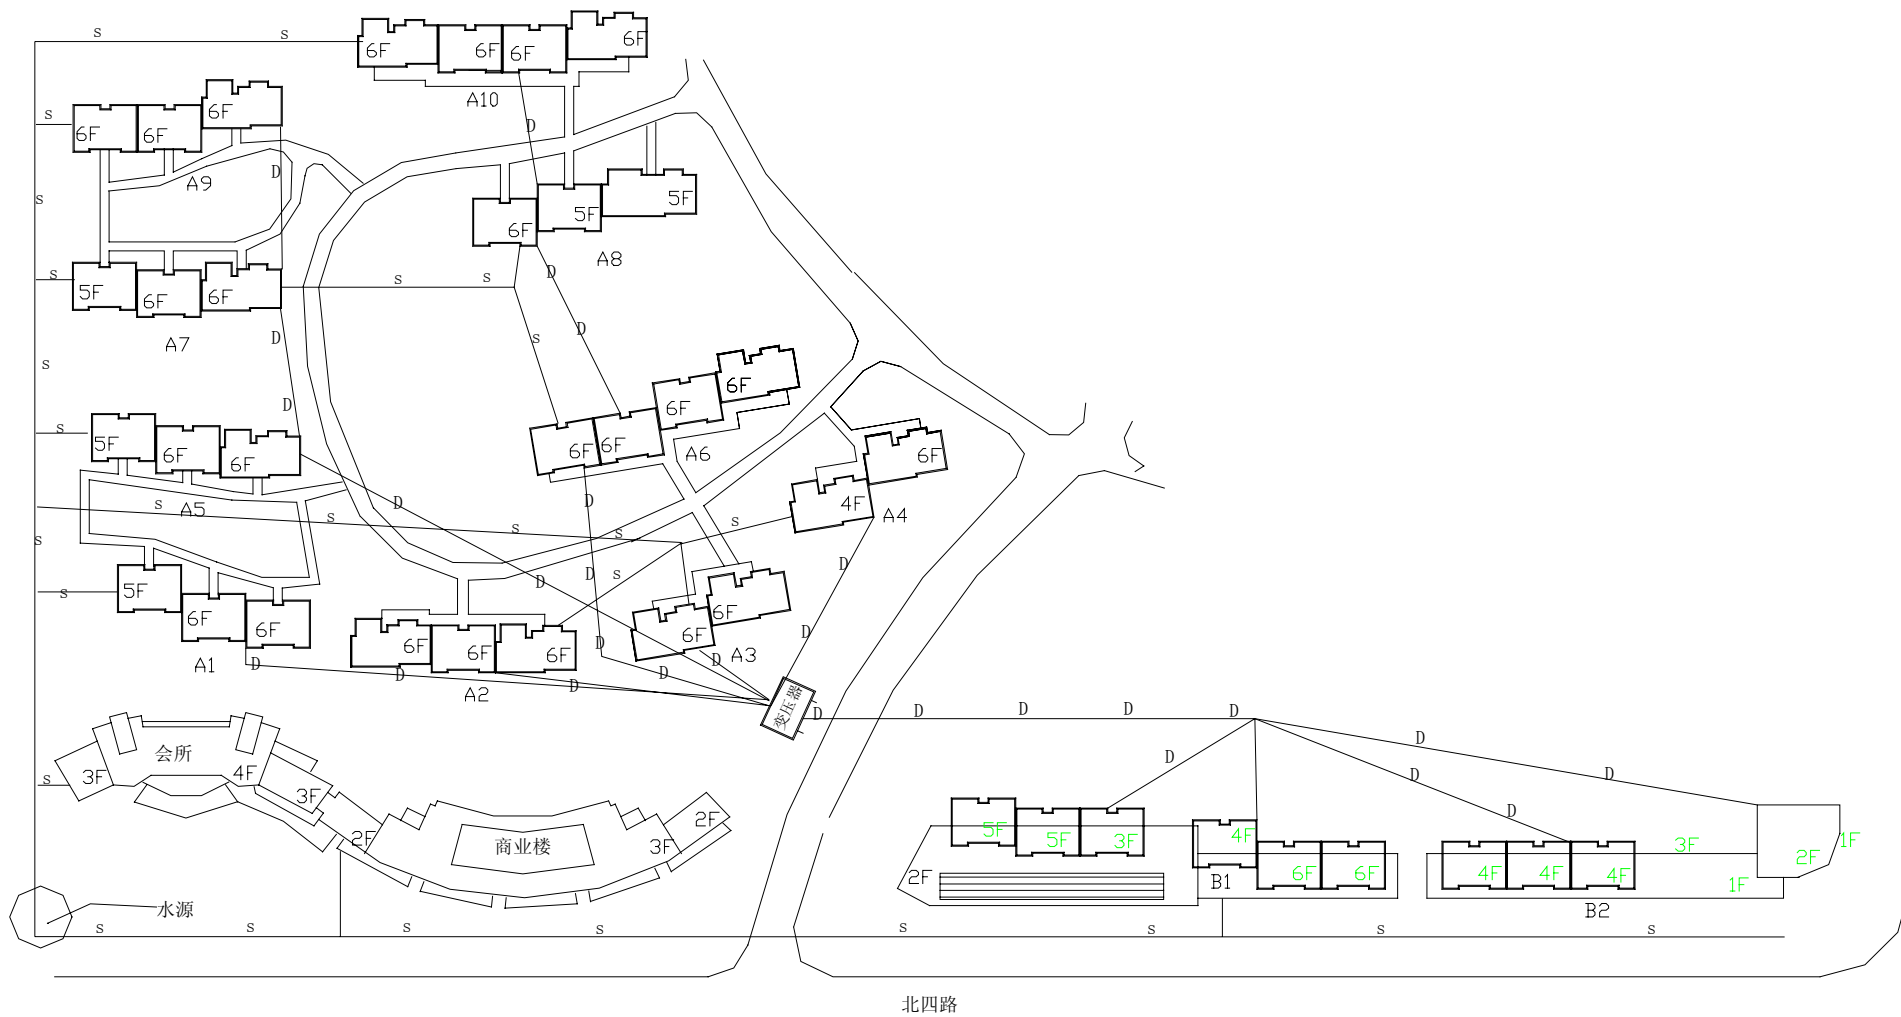 s s
6F 6F 6F 6F
A10
s 6F 6F 6F
D
A9 D
s 6F 5F 5F
A8
s 5F 6F 6F s s D
A7 D s D
s
6F 6F 6F 6F
A6
D
s 5F 6F 6F
A5
6F 4F A4
s s s s s D D
s
s 5F 6F 6F
A1
D D s D
6F 6F 6F
A2
6F 6F A3
D D D D D D D
变压器
D D D D D
会所
3F 4F 3F
s
D D D D
商业楼
2F 3F 2F
5F 5F 3F
2F
4F 6F 6F
B1
4F 4F 4F 3F 2F 1F
1F
B2
水源
s s s s s s s s
北四路